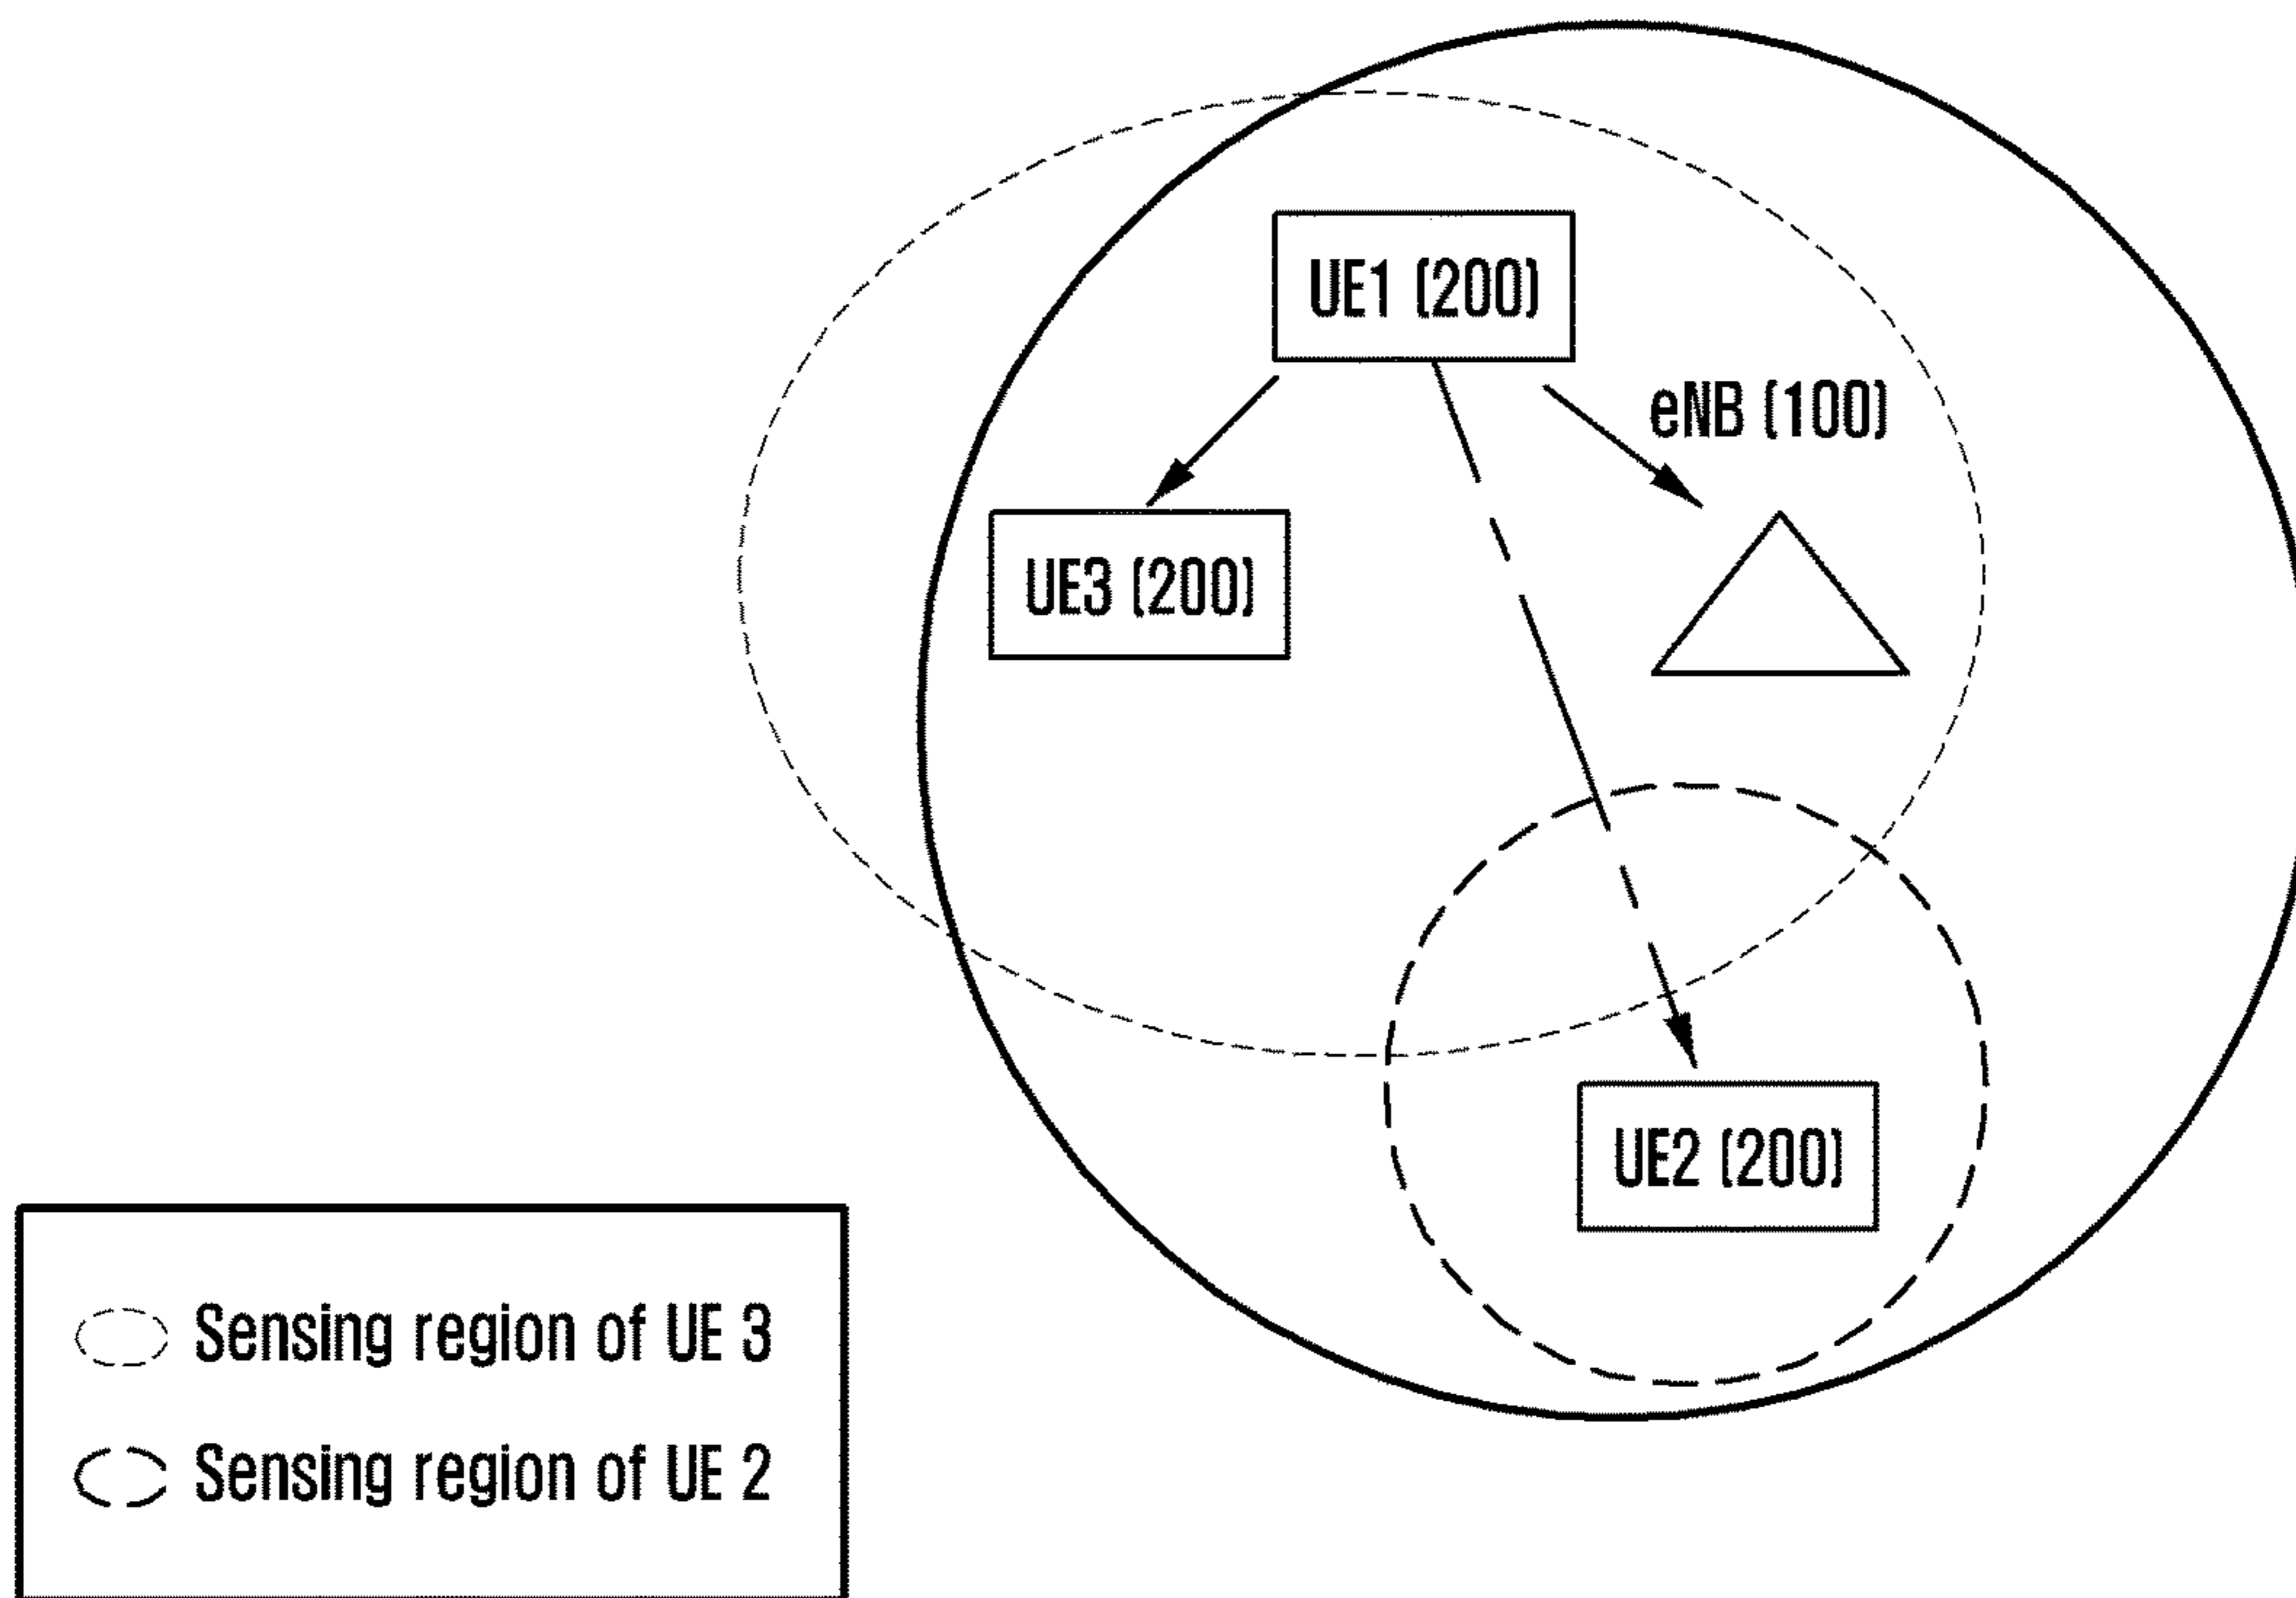 UE1 (200)
eNB (100)
UE3 (200)
UE2 (200)
Sensing region of UE 3
Sensing region of UE 2